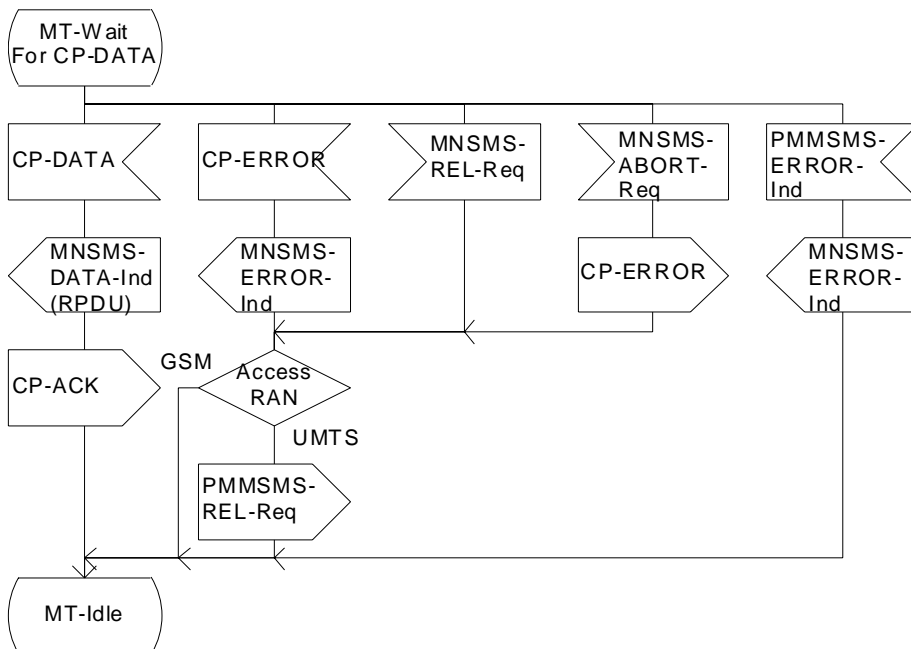 MT-Wait
For CP-DATA
CP-DATA
CP-ERROR
MNSMS-
REL-Req
MNSMS-
ABORT-
Req
PMMSMS-
ERROR-
Ind
MNSMS-
DATA-Ind
(RPDU)
MNSMS-
ERROR-
Ind
CP-ERROR
MNSMS-
ERROR-
Ind
CP-ACK
GSM
Access
RAN
UMTS
PMMSMS-
REL-Req
MT-Idle